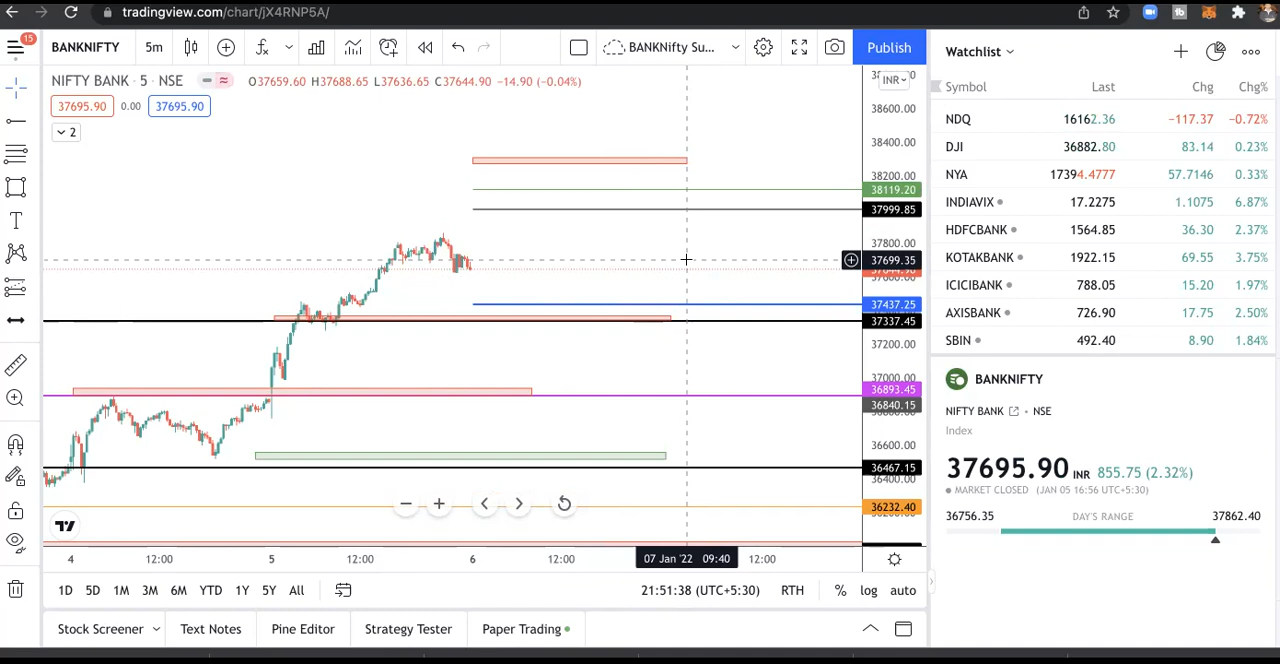 tradingview.com/chart/jX4RNP5A/
15
BANKNIFTY 5m BANKNifty Su... Publish
NIFTY BANK · 5 · NSE O37659.60 H37688.65 L37636.65 C37644.90 −14.90 (−0.04%)
37695.90 0.00 37695.90
2
INR
38600.00
38400.00
38200.00
38119.20
37999.85
37800.00
37699.35
37644.90
37600.00
37437.25
37337.45
37200.00
37000.00
36893.45
36840.15
36800.00
36600.00
36467.15
36400.00
36232.40
4 12:00 5 12:00 6 12:00 07 Jan '22 09:40 12:00
1D 5D 1M 3M 6M YTD 1Y 5Y All 21:51:38 (UTC+5:30) RTH % log auto
Stock Screener Text Notes Pine Editor Strategy Tester Paper Trading
Watchlist
Symbol Last Chg Chg%
NDQ 16162.36 −117.37 −0.72%
DJI 36882.80 83.14 0.23%
NYA 17394.4777 57.7146 0.33%
INDIAVIX 17.2225 1.1075 6.87%
HDFCBANK 1564.85 36.30 2.37%
KOTAKBANK 1922.15 69.55 3.75%
ICICIBANK 788.05 15.20 1.97%
AXISBANK 726.90 17.75 2.50%
SBIN 492.40 8.90 1.84%
BANKNIFTY
NIFTY BANK · NSE
Index
37695.90 INR 855.75 (2.32%)
MARKET CLOSED (JAN 05 16:56 UTC+5:30)
36756.35 DAY'S RANGE 37862.40